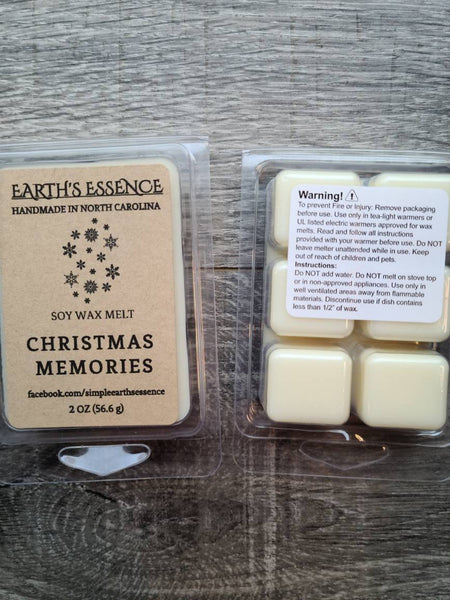 EARTH'S ESSENCE
HANDMADE IN NORTH CAROLINA
SOY WAX MELT
CHRISTMAS
MEMORIES
facebook.com/simpleearthsessence
2 OZ (56.6 g)
Warning!
To prevent Fire or Injury: Remove packaging
before use. Use only in tea-light warmers or
UL listed electric warmers approved for wax
melts. Read and follow all instructions
provided with your warmer before use. Do NOT
leave melter unattended while in use. Keep
out of reach of children and pets.
Instructions:
Do NOT add water. Do NOT melt on stove top
or in non-approved appliances. Use only in
well ventilated areas away from flammable
materials. Discontinue use if dish contains
less than 1/2" of wax.